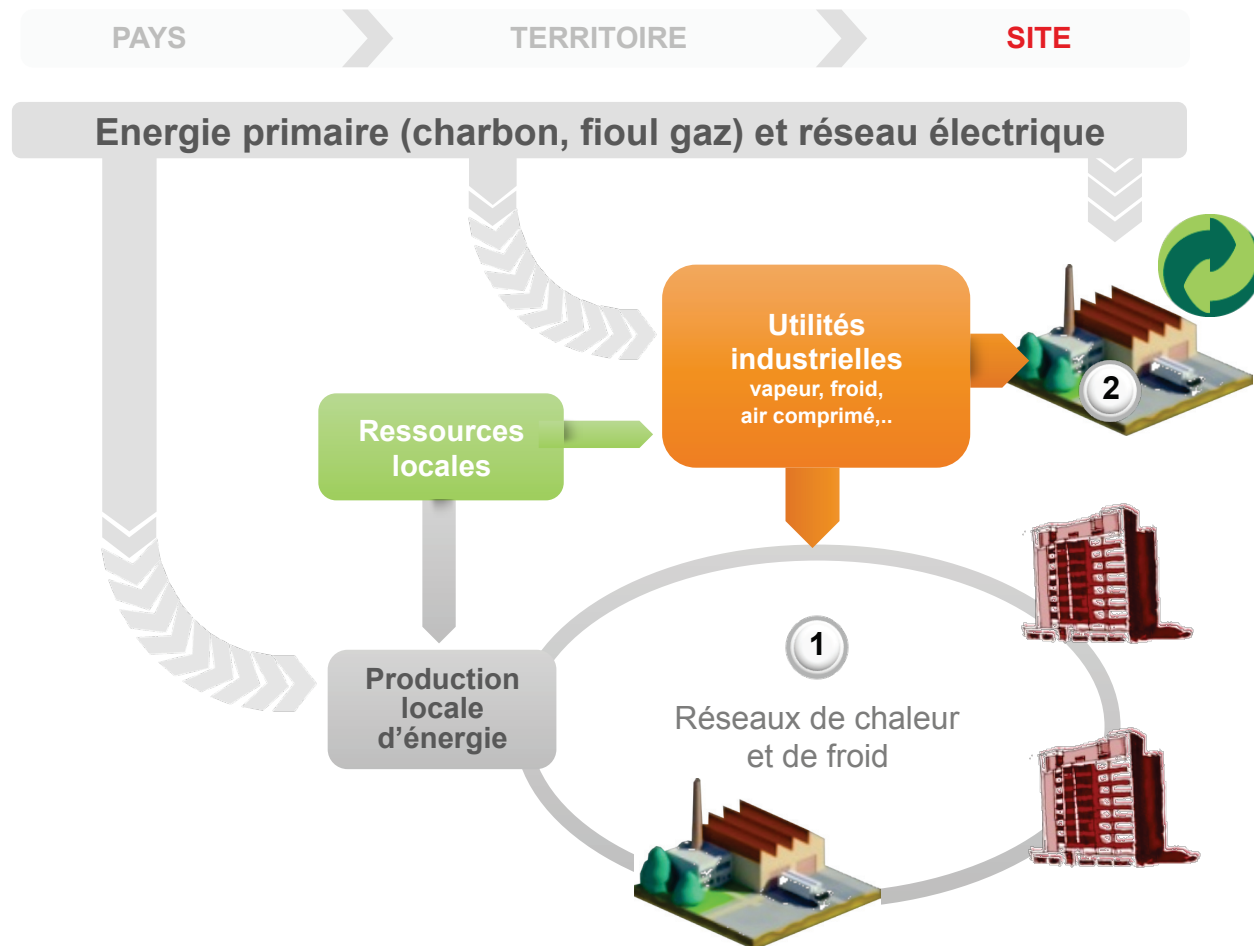 PAYS
TERRITOIRE
SITE
Energie primaire (charbon, fioul gaz) et réseau électrique
Utilités
industrielles
vapeur, froid,
air comprimé,..
2
Ressources
locales
1
Production
locale
d’énergie
Réseaux de chaleur
et de froid